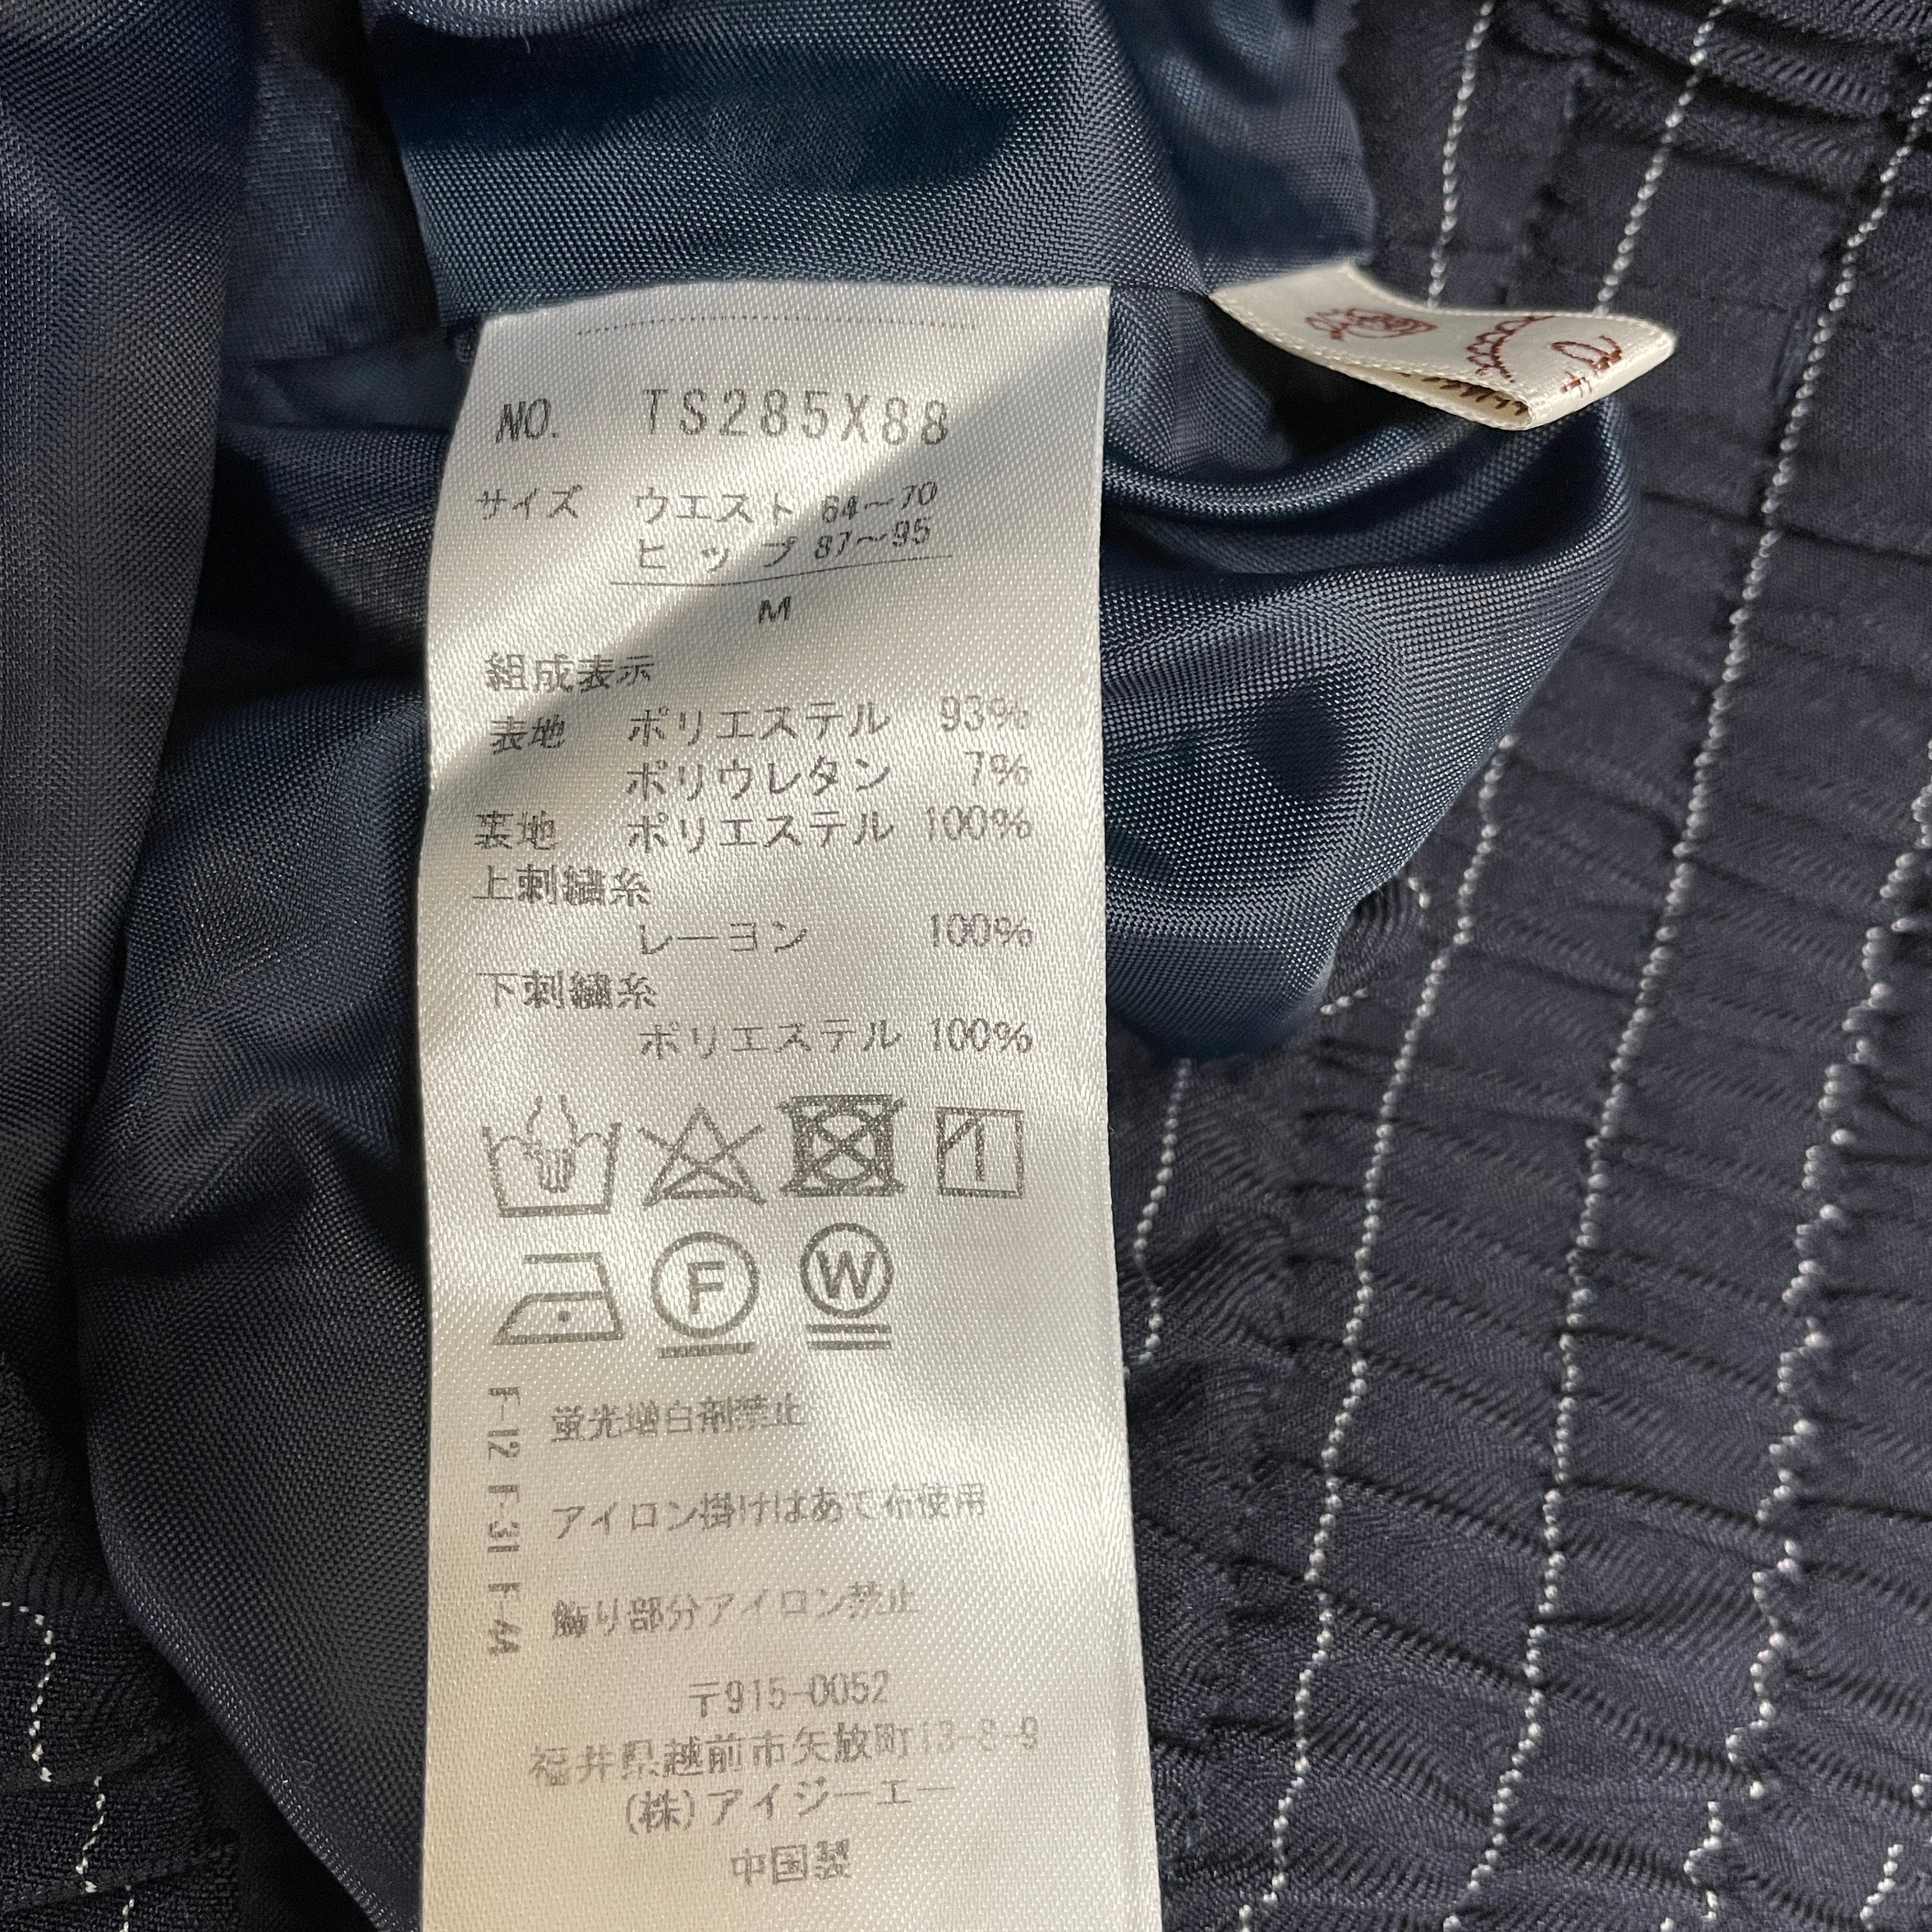 NO. TS285X88
サイズ ウエスト 64～70
ヒップ 87～95
M
組成表示
表地 ポリエステル 93%
ポリウレタン 7%
裏地 ポリエステル 100%
上刺繍糸
レーヨン 100%
下刺繍糸
ポリエステル 100%
F
W
F-12 F-31 F-44
蛍光増白剤禁止
アイロン掛けはあて布使用
飾り部分アイロン禁止
〒915-0052
福井県越前市矢放町13-8-9
(株)アイジーエー
中国製